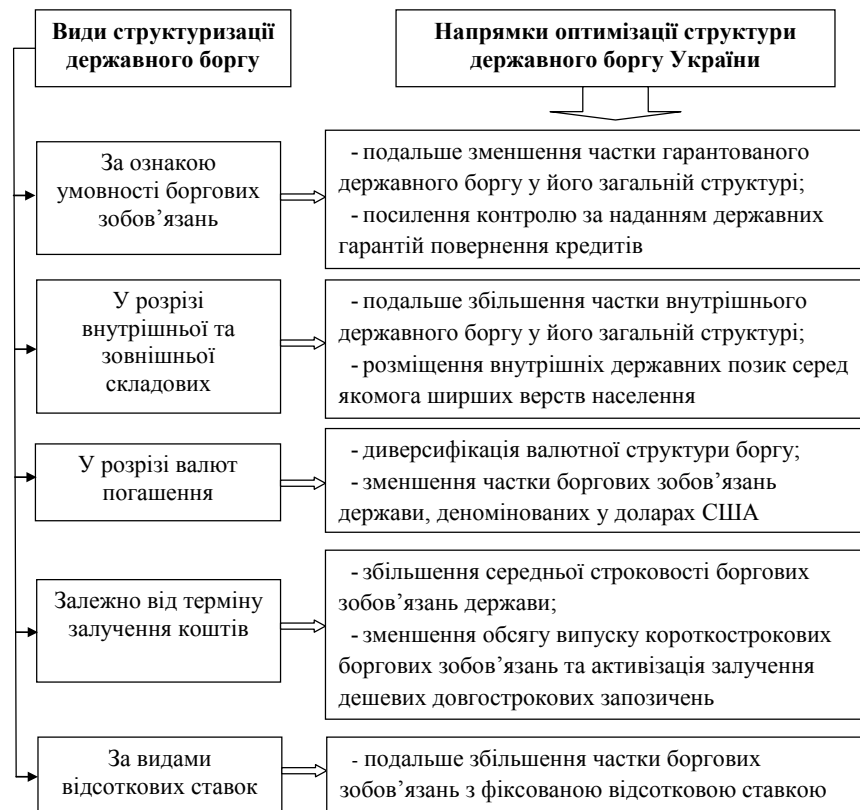 Види структуризації
державного боргу
Напрямки оптимізації структури
державного боргу України
За ознакою
умовності боргових
зобов’язань
- подальше зменшення частки гарантованого
державного боргу у його загальній структурі;
- посилення контролю за наданням державних
гарантій повернення кредитів
У розрізі
внутрішньої та
зовнішньої
складових
- подальше збільшення частки внутрішнього
державного боргу у його загальній структурі;
- розміщення внутрішніх державних позик серед
якомога ширших верств населення
У розрізі валют
погашення
- диверсифікація валютної структури боргу;
- зменшення частки боргових зобов’язань
держави, деномінованих у доларах США
Залежно від терміну
залучення коштів
- збільшення середньої строковості боргових
зобов’язань держави;
- зменшення обсягу випуску короткострокових
боргових зобов’язань та активізація залучення
дешевих довгострокових запозичень
За видами
відсоткових ставок
- подальше збільшення частки боргових
зобов’язань з фіксованою відсотковою ставкою